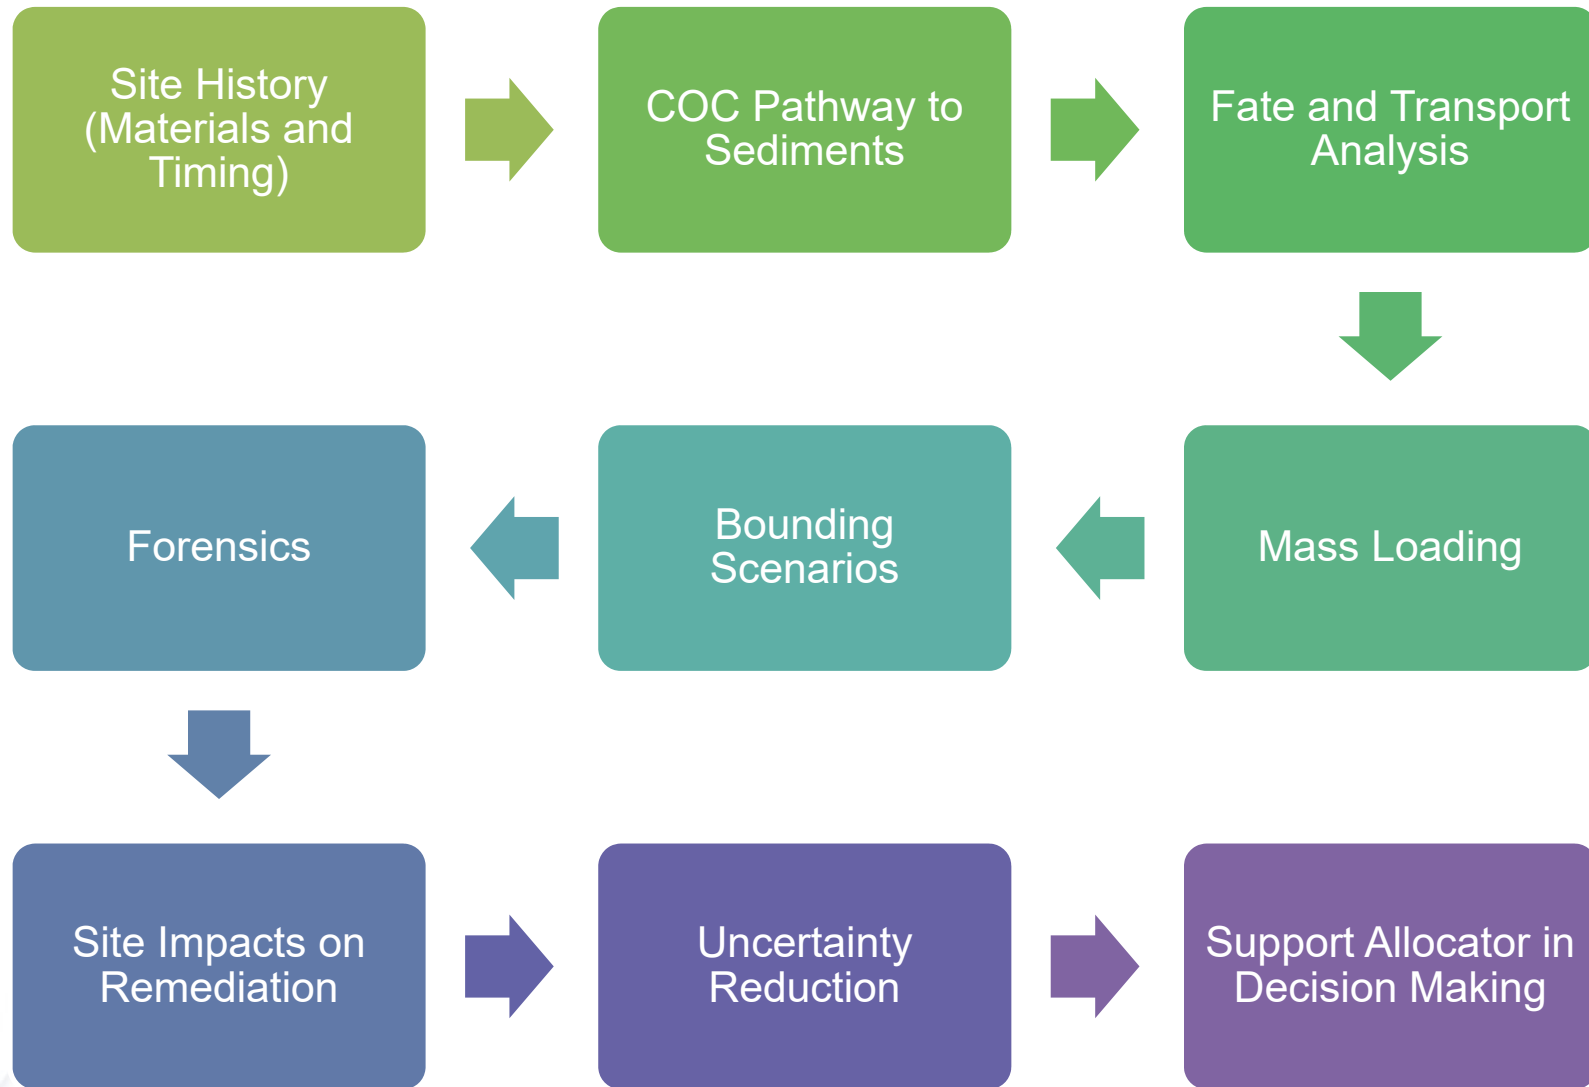 Site History
(Materials and
Timing)
COC Pathway to
Sediments
Fate and Transport
Analysis
Mass Loading
Bounding
Scenarios
Forensics
Site Impacts on
Remediation
Uncertainty
Reduction
Support Allocator in
Decision Making